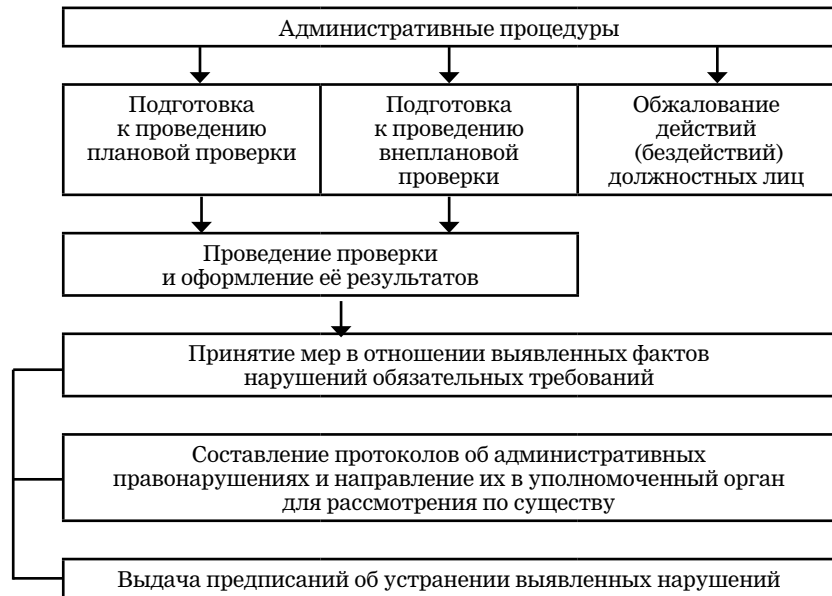 Административные процедуры
Подготовка
к проведению
плановой проверки
Подготовка
к проведению
внеплановой
проверки
Обжалование
действий
(бездействий)
должностных лиц
Проведение проверки
и оформление её результатов
Принятие мер в отношении выявленных фактов
нарушений обязательных требований
Составление протоколов об административных
правонарушениях и направление их в уполномоченный орган
для рассмотрения по существу
Выдача предписаний об устранении выявленных нарушений